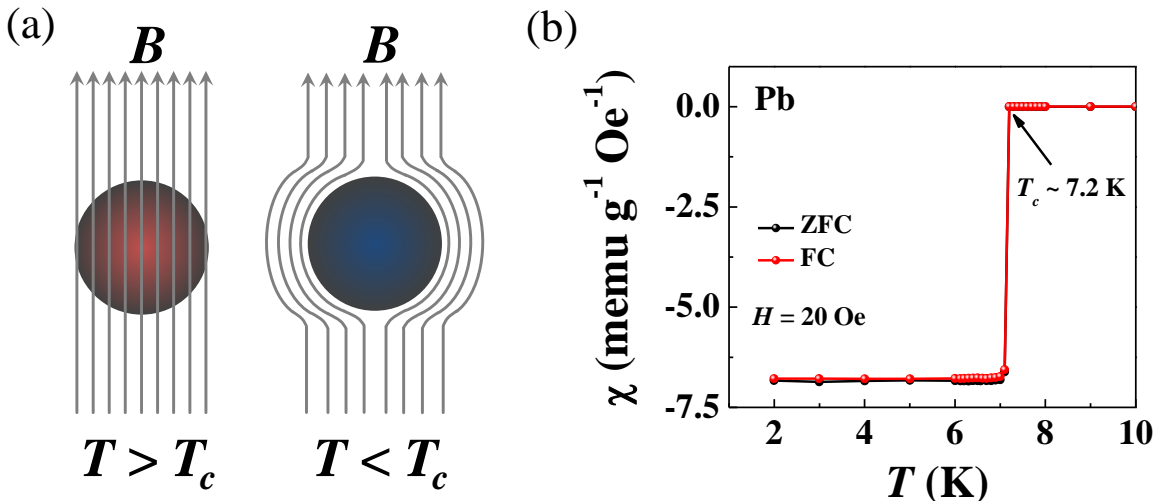 (a)
B
B
T > Tc
T < Tc
(b)
Pb
0.0
-2.5
-5.0
-7.5
χ (memu g⁻¹ Oe⁻¹)
Tc ~ 7.2 K
ZFC
FC
H = 20 Oe
2 4 6 8 10
T (K)